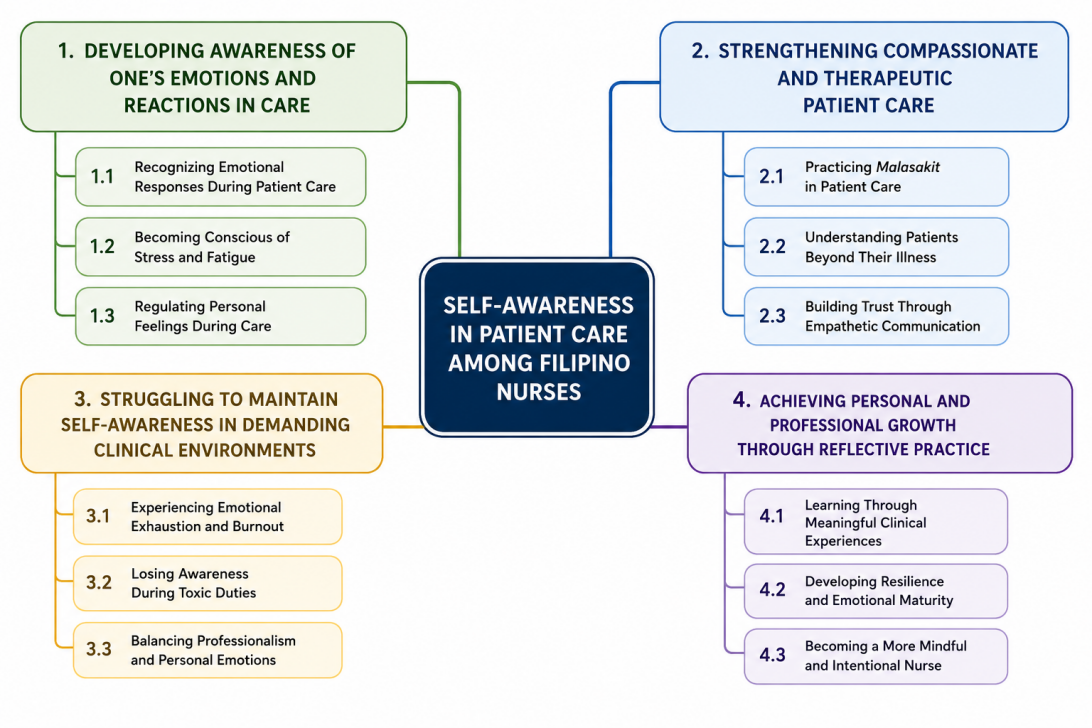 1. DEVELOPING AWARENESS OF
ONE'S EMOTIONS AND
REACTIONS IN CARE
1.1 Recognizing Emotional
Responses During Patient Care
1.2 Becoming Conscious of
Stress and Fatigue
1.3 Regulating Personal
Feelings During Care
2. STRENGTHENING COMPASSIONATE
AND THERAPEUTIC
PATIENT CARE
2.1 Practicing Malasakit
in Patient Care
2.2 Understanding Patients
Beyond Their Illness
2.3 Building Trust Through
Empathetic Communication
SELF-AWARENESS
IN PATIENT CARE
AMONG FILIPINO
NURSES
3. STRUGGLING TO MAINTAIN
SELF-AWARENESS IN DEMANDING
CLINICAL ENVIRONMENTS
3.1 Experiencing Emotional
Exhaustion and Burnout
3.2 Losing Awareness
During Toxic Duties
3.3 Balancing Professionalism
and Personal Emotions
4. ACHIEVING PERSONAL AND
PROFESSIONAL GROWTH
THROUGH REFLECTIVE PRACTICE
4.1 Learning Through
Meaningful Clinical
Experiences
4.2 Developing Resilience
and Emotional Maturity
4.3 Becoming a More Mindful
and Intentional Nurse